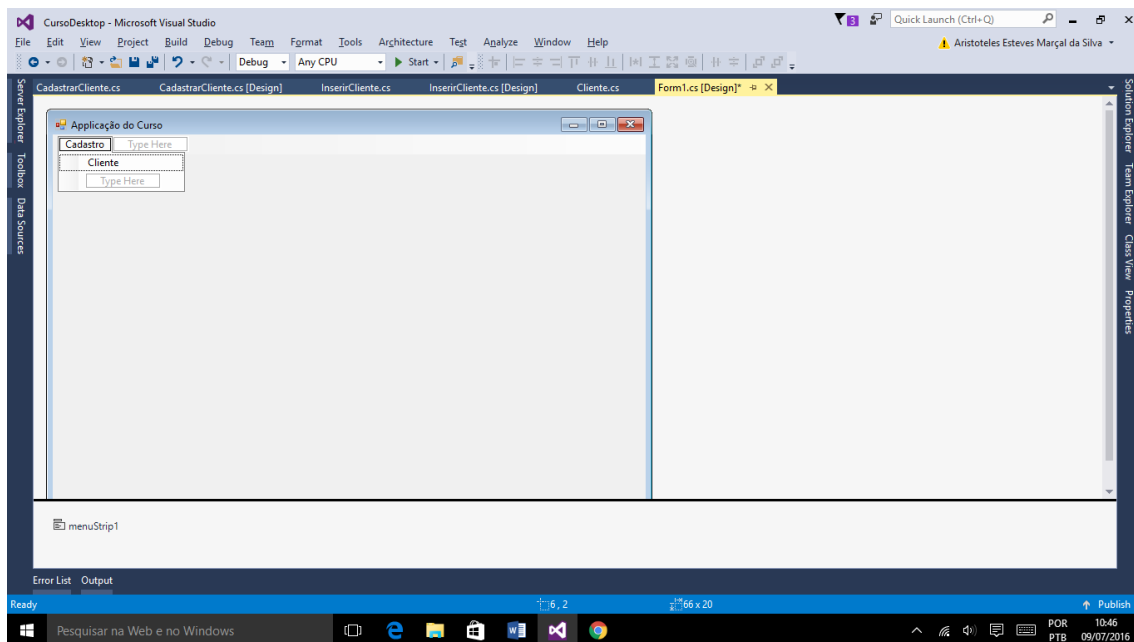 CursoDesktop - Microsoft Visual Studio
3
Quick Launch (Ctrl+Q)
File Edit View Project Build Debug Team Format Tools Architecture Test Analyze Window Help
Aristoteles Esteves Marçal da Silva
Debug Any CPU Start
CadastrarCliente.cs CadastrarCliente.cs [Design] InserirCliente.cs InserirCliente.cs [Design] Cliente.cs Form1.cs [Design]*
Server Explorer
Toolbox
Data Sources
Applicação do Curso
Cadastro Type Here
Cliente
Type Here
Solution Explorer
Team Explorer
Class View
Properties
menuStrip1
Error List Output
Ready 6 , 2 66 x 20 Publish
Pesquisar na Web e no Windows
POR
PTB
10:46
09/07/2016